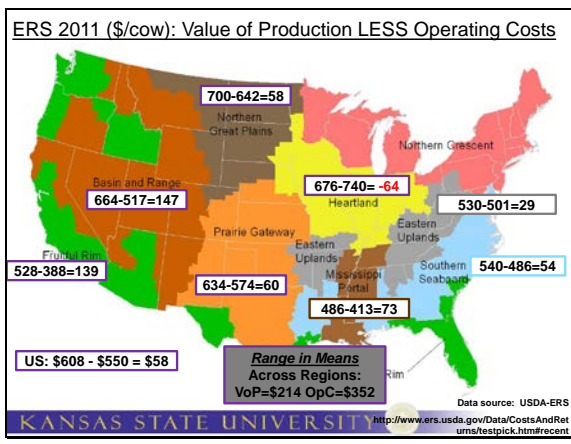 ERS 2011 ($/cow): Value of Production LESS Operating Costs
700-642=58
Northern
Great Plains
Northern Crescent
Basin and Range
664-517=147
676-740= -64
Heartland
530-501=29
Prairie Gateway
Eastern
Uplands
Eastern
Uplands
Fruitful Rim
528-388=139
634-574=60
Mississippi
Portal
Southern
Seaboard
540-486=54
486-413=73
US: $608 - $550 = $58
Range in Means
Across Regions:
VoP=$214 OpC=$352
Rim
Data source: USDA-ERS
KANSAS STATE UNIVERSITY
http://www.ers.usda.gov/Data/CostsAndRet
urns/testpick.htm#recent